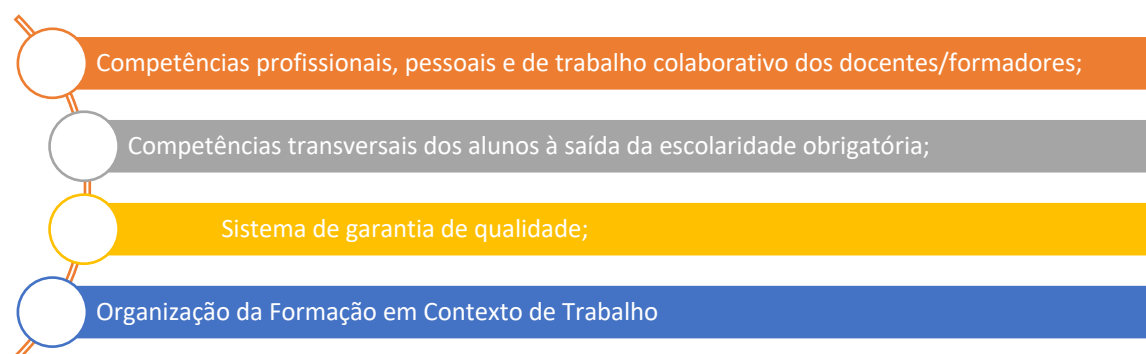 Competências profissionais, pessoais e de trabalho colaborativo dos docentes/formadores;
Competências transversais dos alunos à saída da escolaridade obrigatória;
Sistema de garantia de qualidade;
Organização da Formação em Contexto de Trabalho